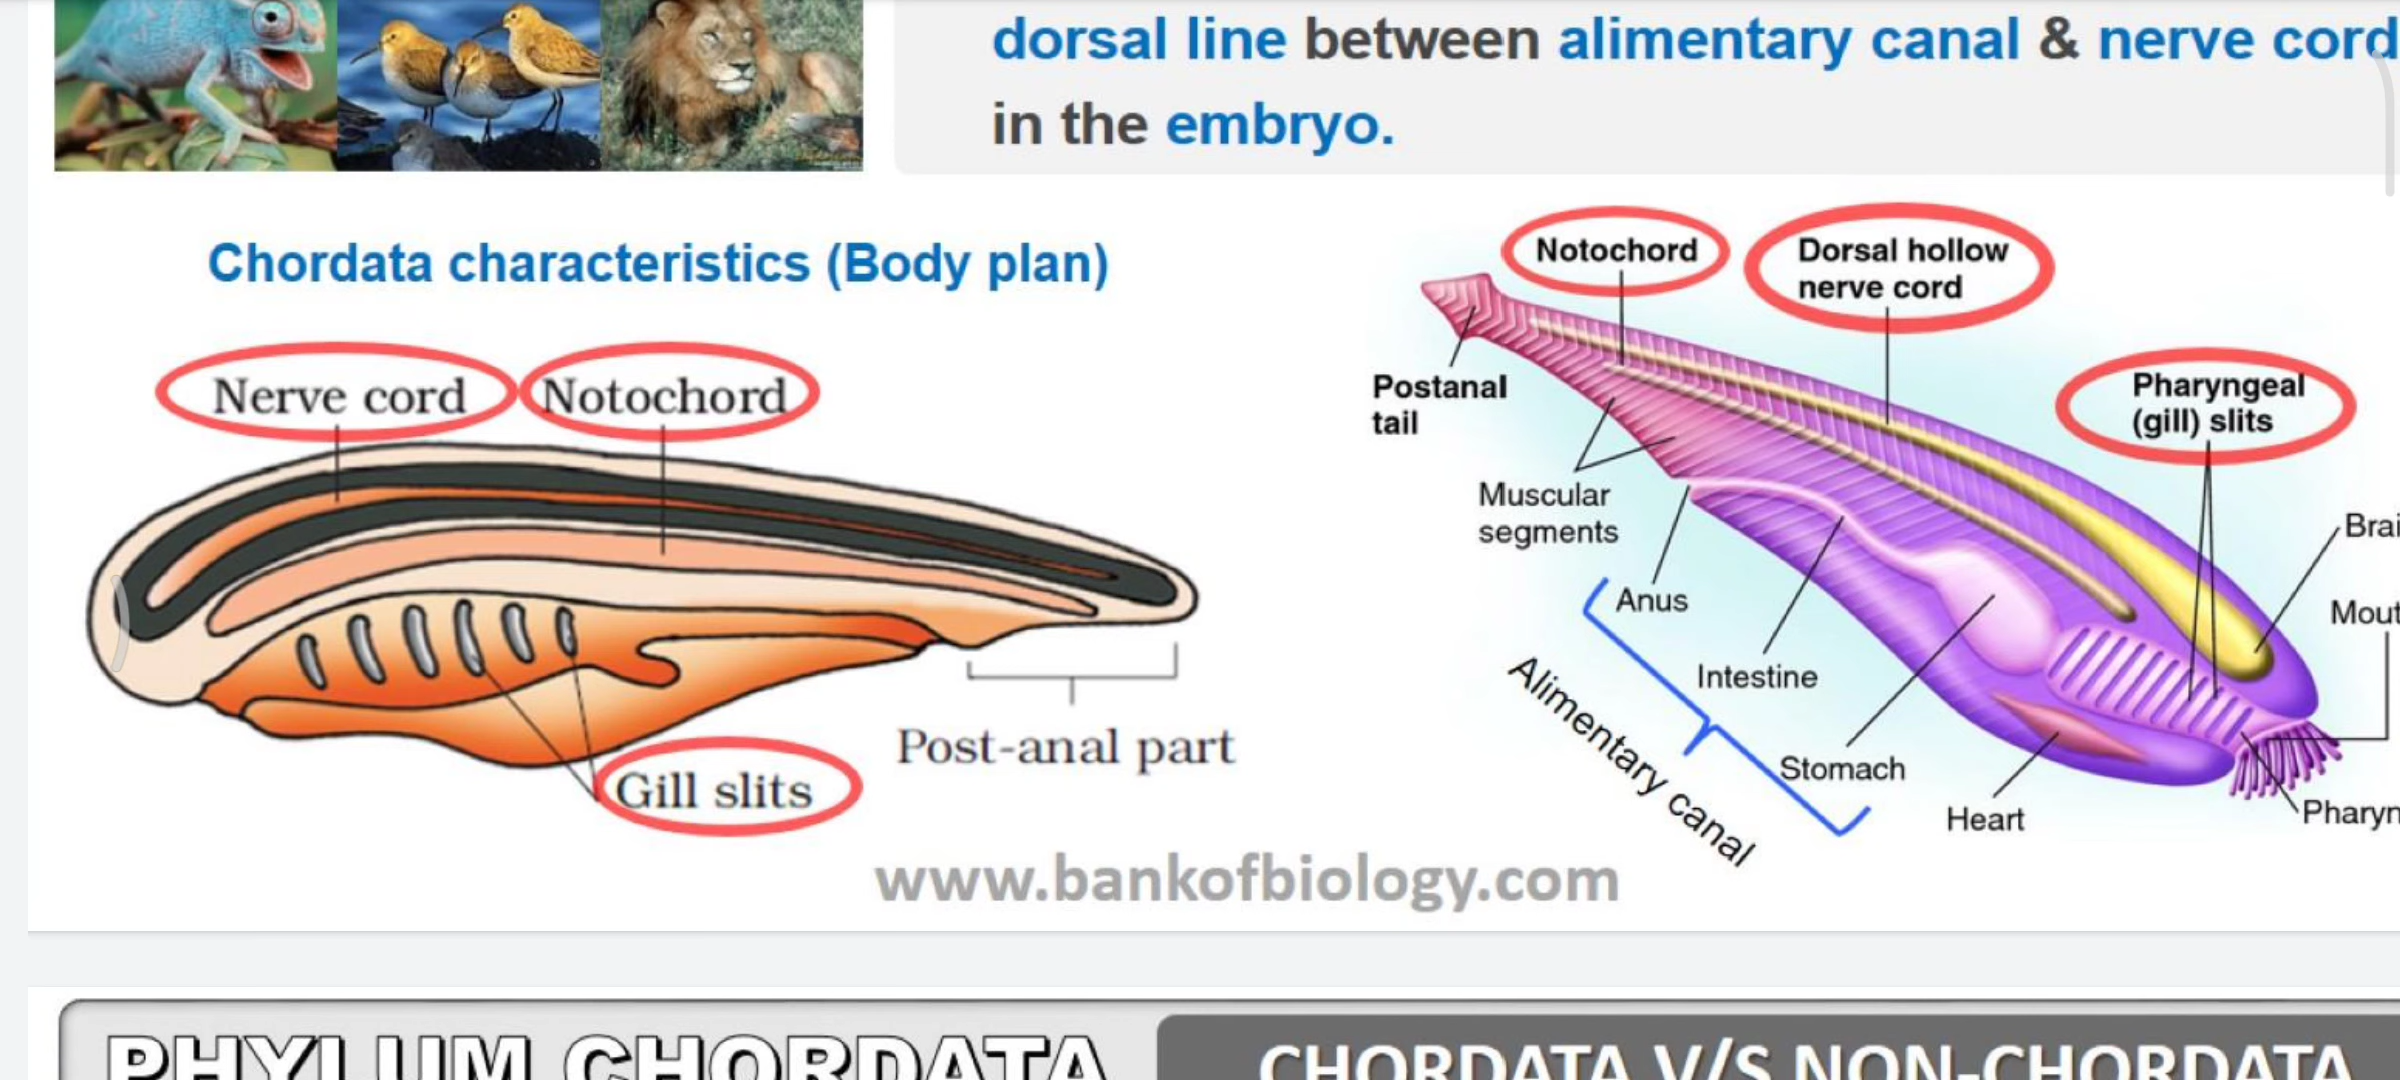 dorsal line between alimentary canal & nerve cord
in the embryo.
Chordata characteristics (Body plan)
Nerve cord
Notochord
Gill slits
Post-anal part
Notochord
Dorsal hollow
nerve cord
Pharyngeal
(gill) slits
Postanal
tail
Muscular
segments
Anus
Intestine
Stomach
Heart
Alimentary canal
www.bankofbiology.com
PHYLUM CHORDATA
CHORDATA V/S NON-CHORDATA